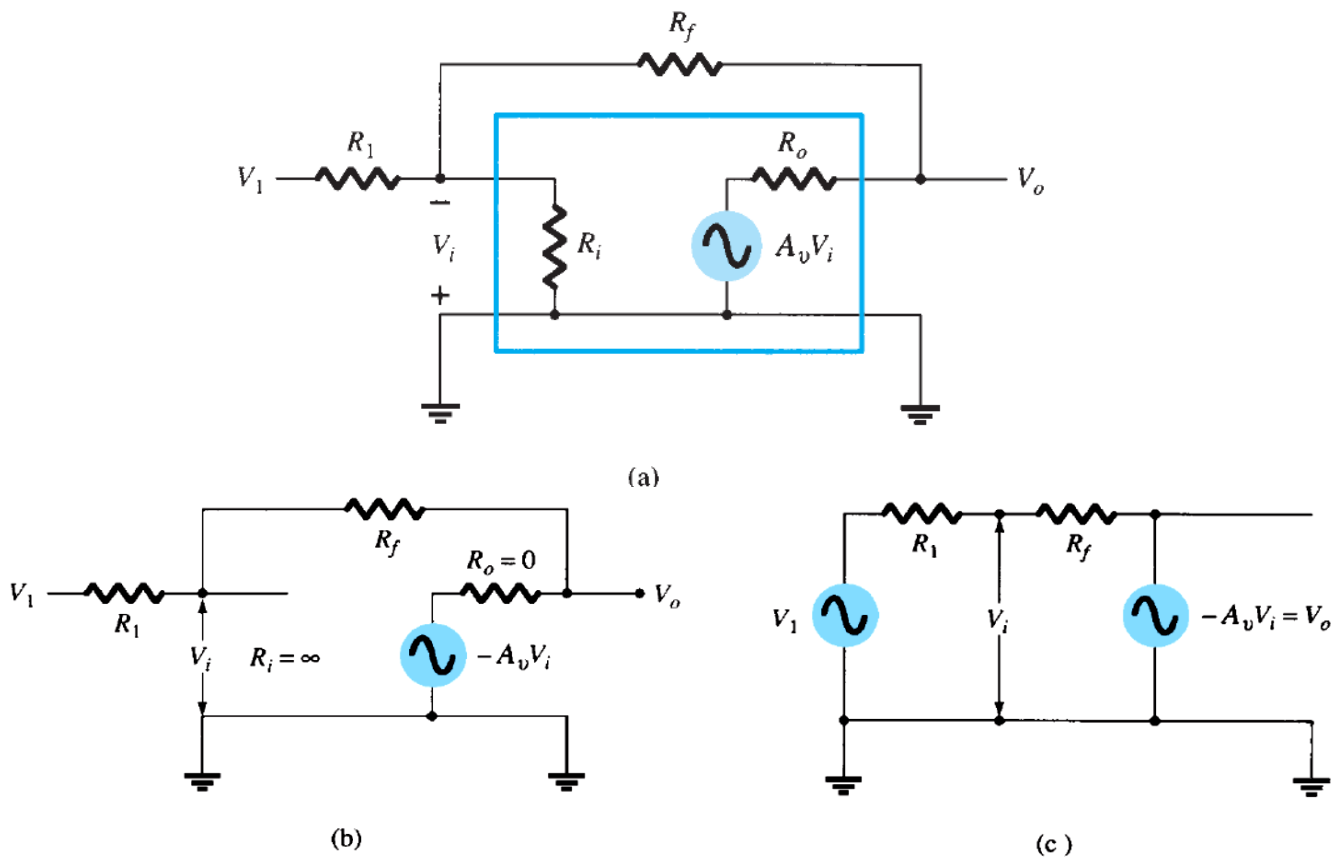 R_f
R_1
R_o
V_1
V_o
−
V_i
R_i
A_vV_i
+
(a)
R_f
R_1
R_f
R_o = 0
V_1
V_o
R_1
V_1
V_i
−A_vV_i = V_o
V_i
R_i = ∞
−A_vV_i
(b)
(c )